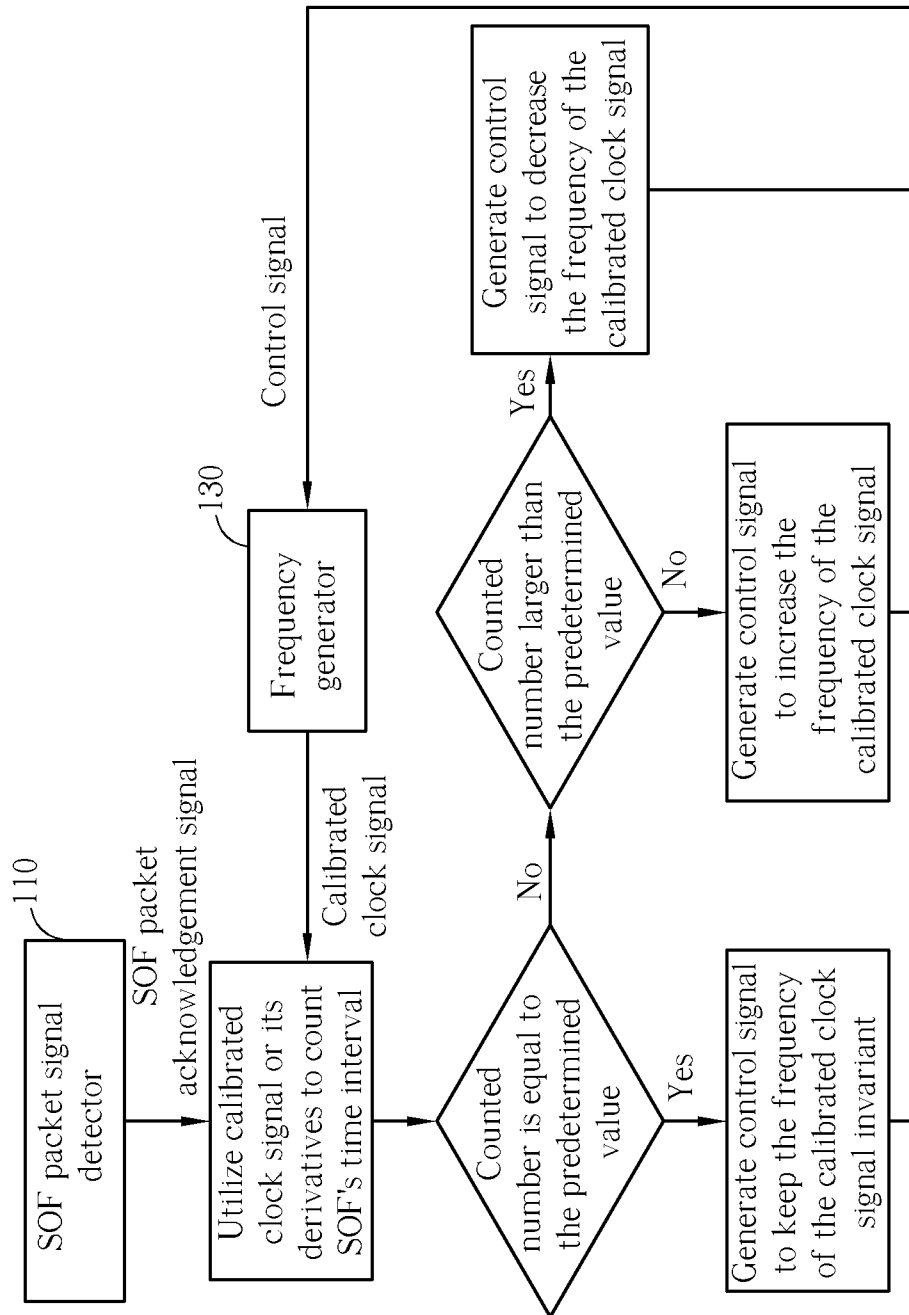 110
SOF packet signal
detector
SOF packet
acknowledgement signal
130
Frequency
generator
Control signal
Calibrated
clock signal
Utilize calibrated
clock signal or its
derivatives to count
SOF's time interval
Counted
number is equal to
the predetermined
value
No
Yes
Counted
number larger than
the predetermined
value
Yes
No
Generate control
signal to decrease
the frequency of the
calibrated clock signal
Generate control signal
to keep the frequency
of the calibrated clock
signal invariant
Generate control signal
to increase the
frequency of the
calibrated clock signal